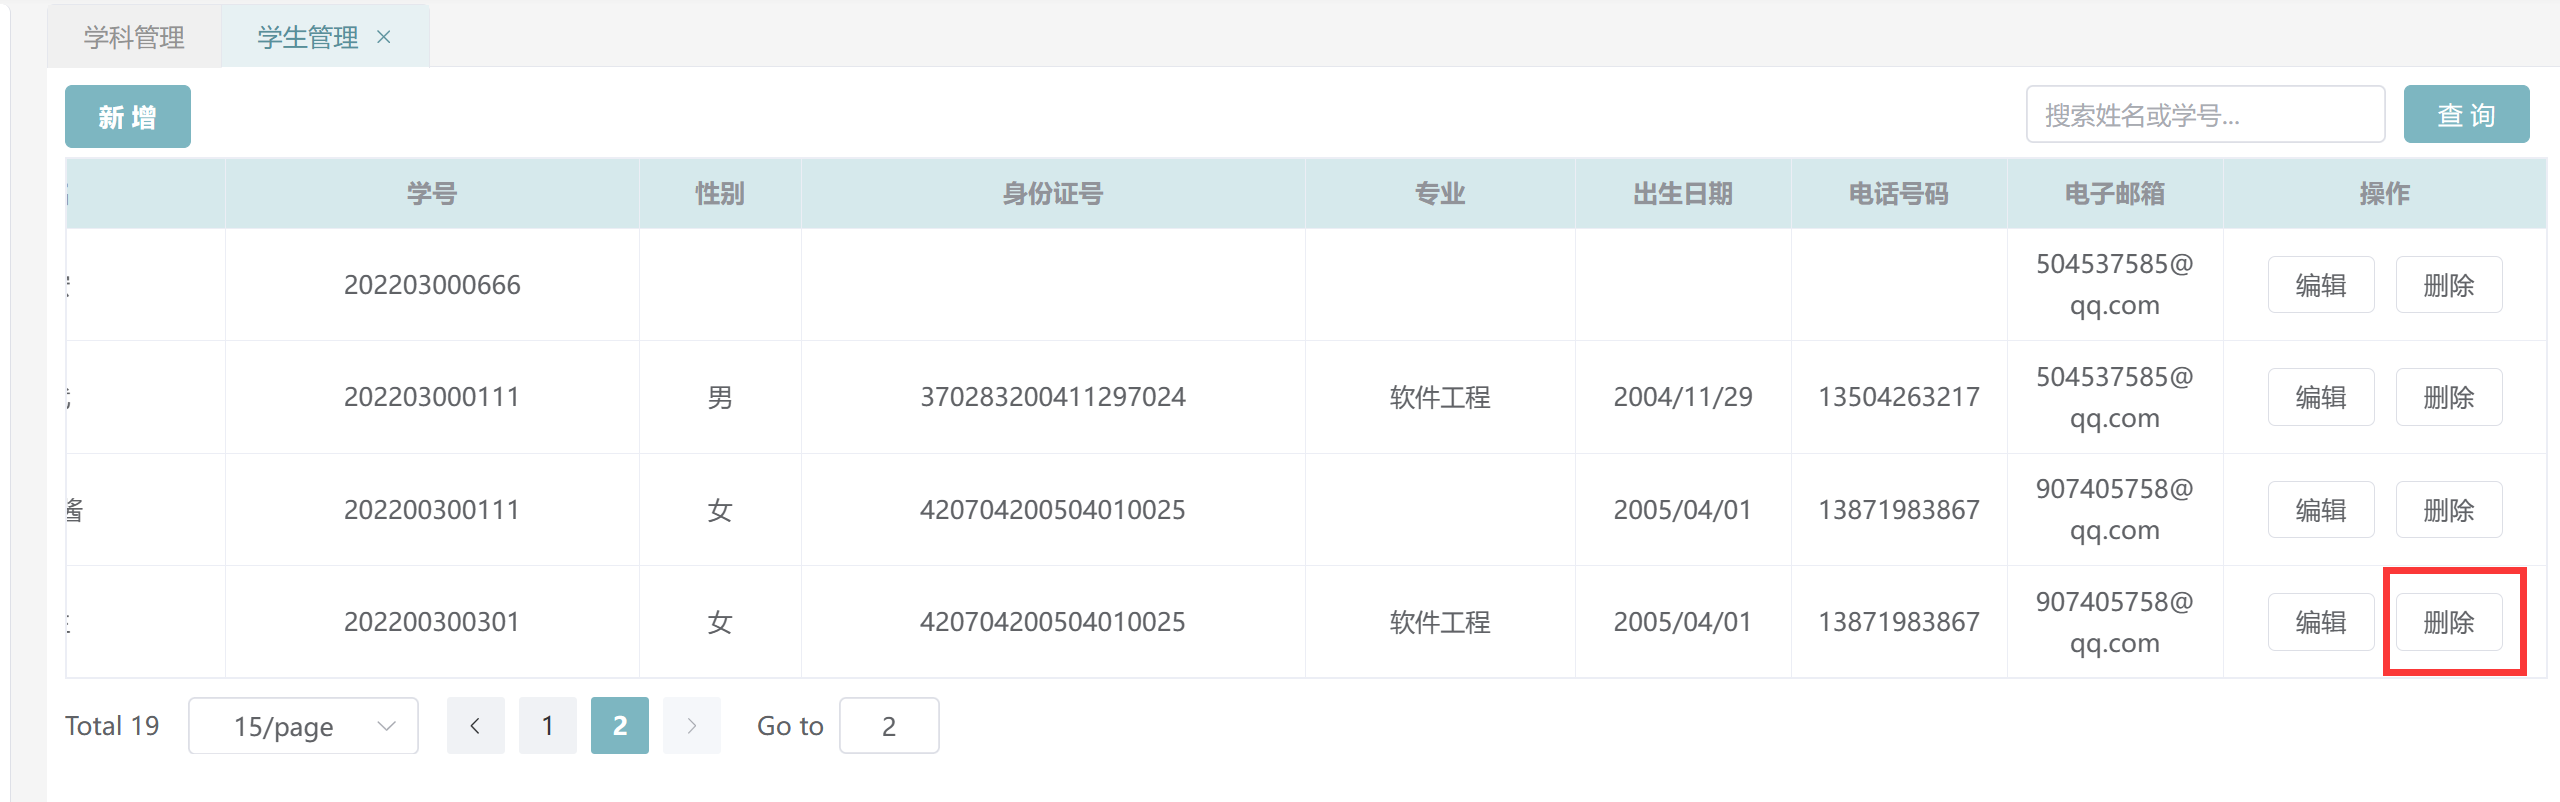 学科管理 学生管理 ×
新 增 搜索姓名或学号... 查 询
学号 性别 身份证号 专业 出生日期 电话号码 电子邮箱 操作
202203000666 504537585@qq.com 编辑 删除
202203000111 男 370283200411297024 软件工程 2004/11/29 13504263217 504537585@qq.com 编辑 删除
酱 202200300111 女 420704200504010025 2005/04/01 13871983867 907405758@qq.com 编辑 删除
202200300301 女 420704200504010025 软件工程 2005/04/01 13871983867 907405758@qq.com 编辑 删除
Total 19 15/page < 1 2 > Go to 2